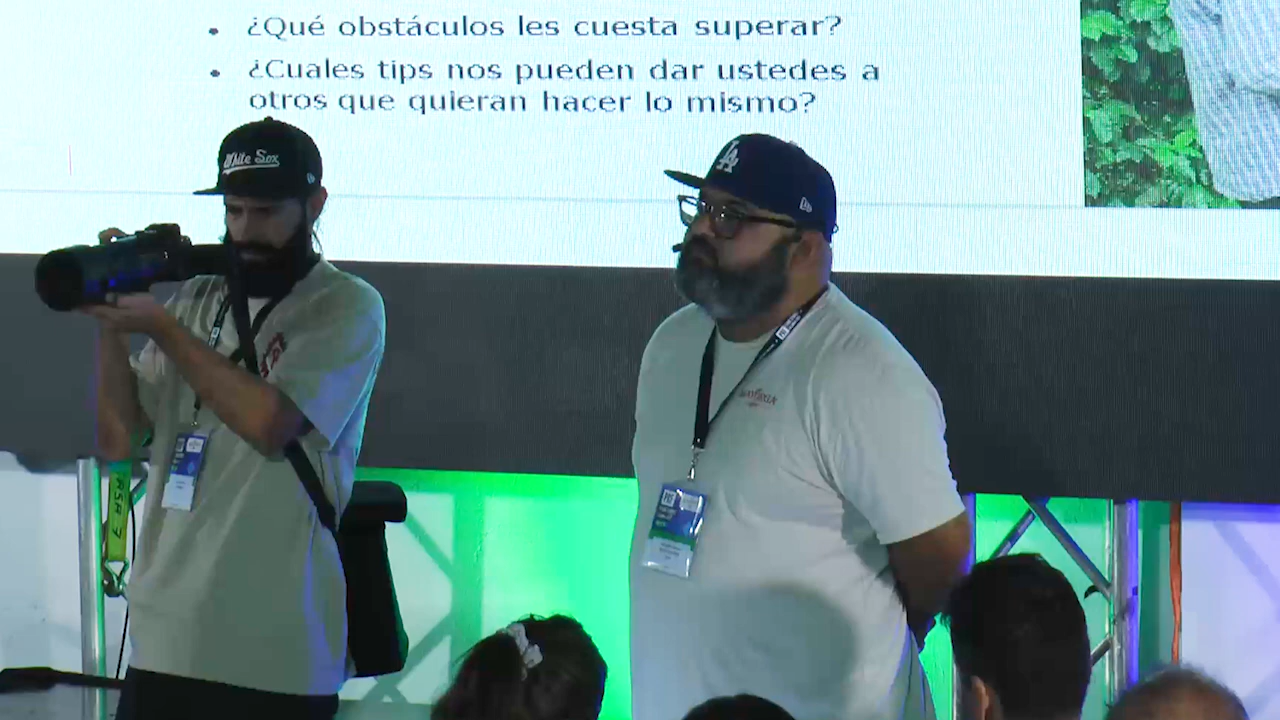 ¿Qué obstáculos les cuesta superar?
¿Cuales tips nos pueden dar ustedes a
otros que quieran hacer lo mismo?
White Sox
LA